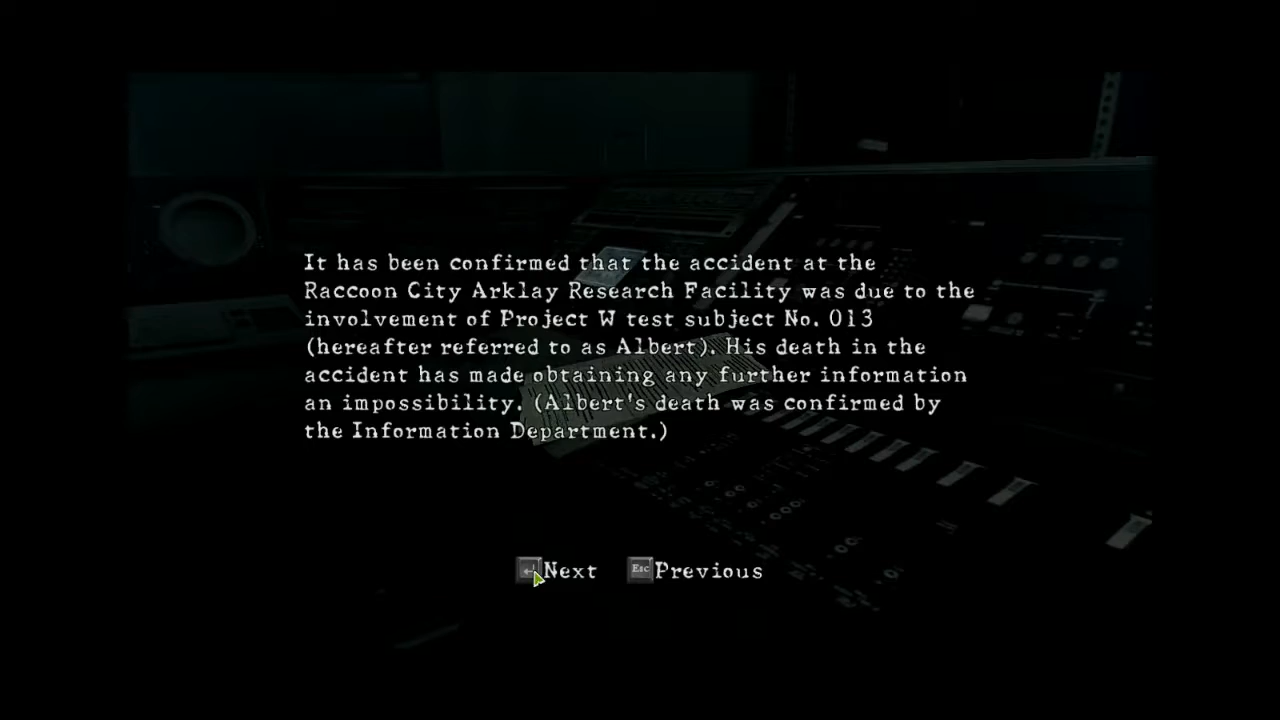 It has been confirmed that the accident at the
Raccoon City Arklay Research Facility was due to the
involvement of Project W test subject No. 013
(hereafter referred to as Albert). His death in the
accident has made obtaining any further information
an impossibility. (Albert's death was confirmed by
the Information Department.)
Next Esc Previous